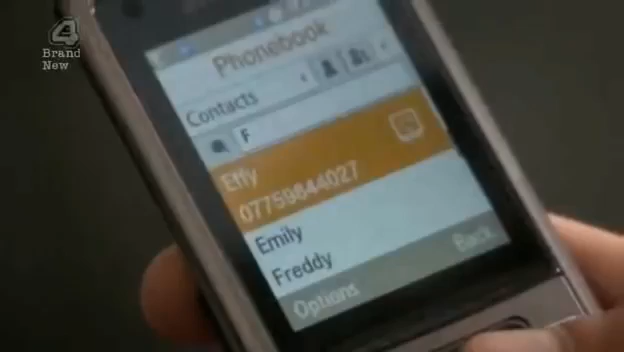 4
Brand
New
Phonebook
Contacts
F
Effy
07759844027
Emily
Freddy
Options
Back